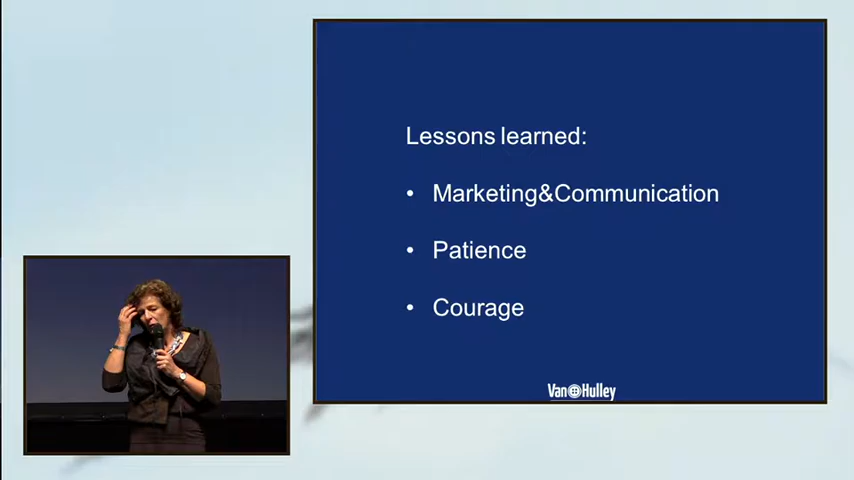 Lessons learned:
• Marketing&Communication
• Patience
• Courage
Van Hulley